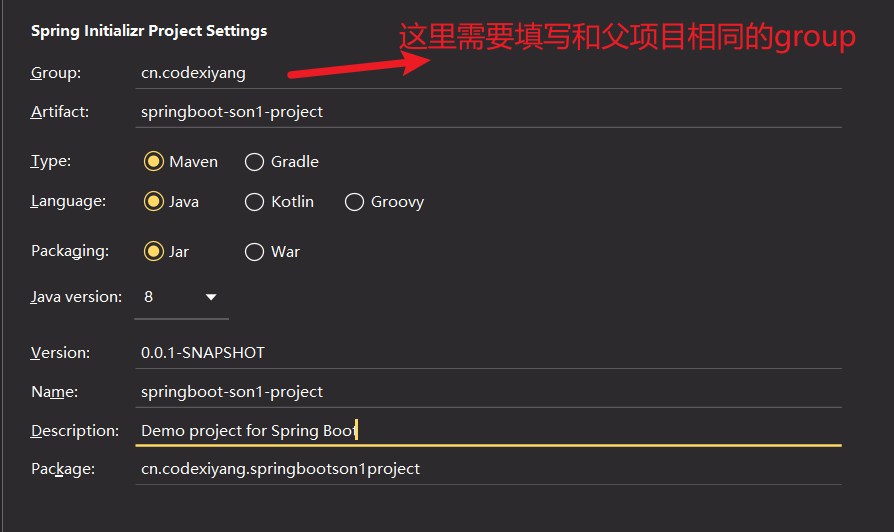 Spring Initializr Project Settings
这里需要填写和父项目相同的group
Group: cn.codexiyang
Artifact: springboot-son1-project
Type: Maven Gradle
Language: Java Kotlin Groovy
Packaging: Jar War
Java version: 8
Version: 0.0.1-SNAPSHOT
Name: springboot-son1-project
Description: Demo project for Spring Boot
Package: cn.codexiyang.springbootson1project